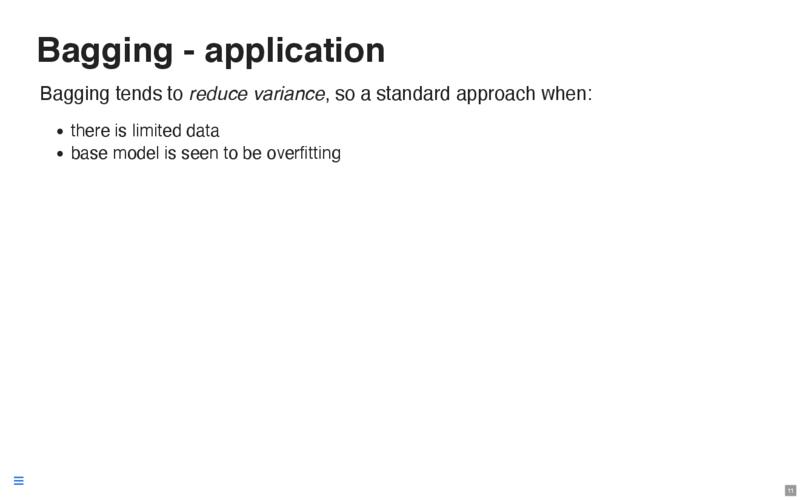 Bagging - application
Bagging tends to reduce variance, so a standard approach when:
• there is limited data
• base model is seen to be overfitting
11